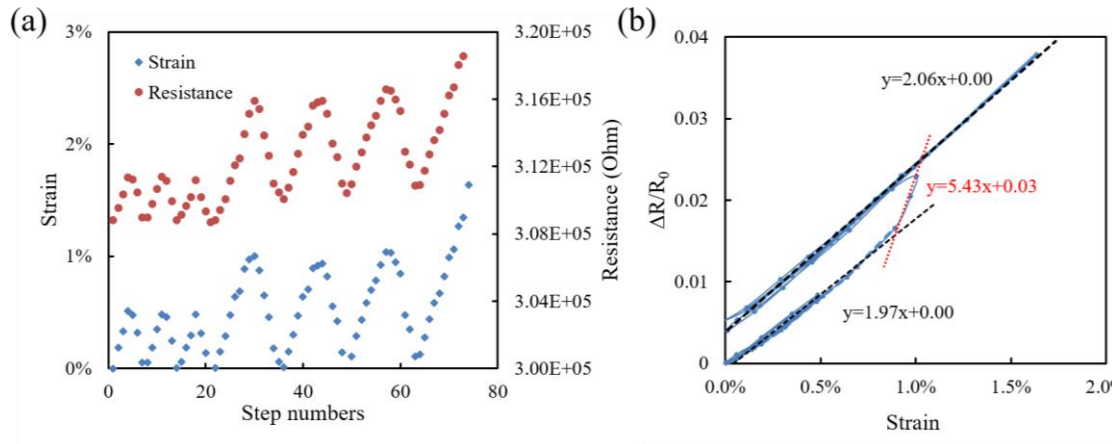 (a)
3%
2%
1%
0%
Strain
Strain
Resistance
3.20E+05
3.16E+05
3.12E+05
3.08E+05
3.04E+05
3.00E+05
Resistance (Ohm)
0
20
40
60
80
Step numbers
(b)
0.04
0.03
0.02
0.01
0
ΔR/R₀
y=2.06x+0.00
y=5.43x+0.03
y=1.97x+0.00
0.0%
0.5%
1.0%
1.5%
2.0%
Strain